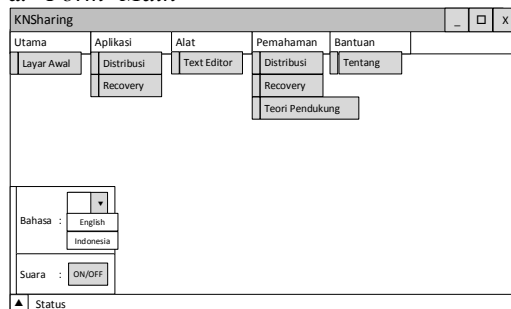 a. Form Main
KNSharing _ X
Utama Aplikasi Alat Pemahaman Bantuan
Layar Awal Distribusi Text Editor Distribusi Tentang
Recovery Recovery
Teori Pendukung
Bahasa :
English
Indonesia
Suara : ON/OFF
Status